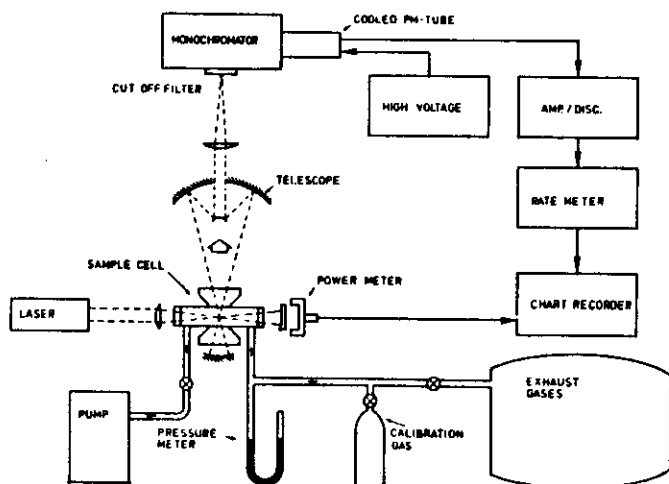 COOLED PM-TUBE
MONOCHROMATOR
CUT OFF FILTER
HIGH VOLTAGE
AMP. / DISC.
TELESCOPE
RATE METER
SAMPLE CELL
POWER METER
LASER
CHART RECORDER
PUMP
PRESSURE
METER
CALIBRATION
GAS
EXHAUST
GASES